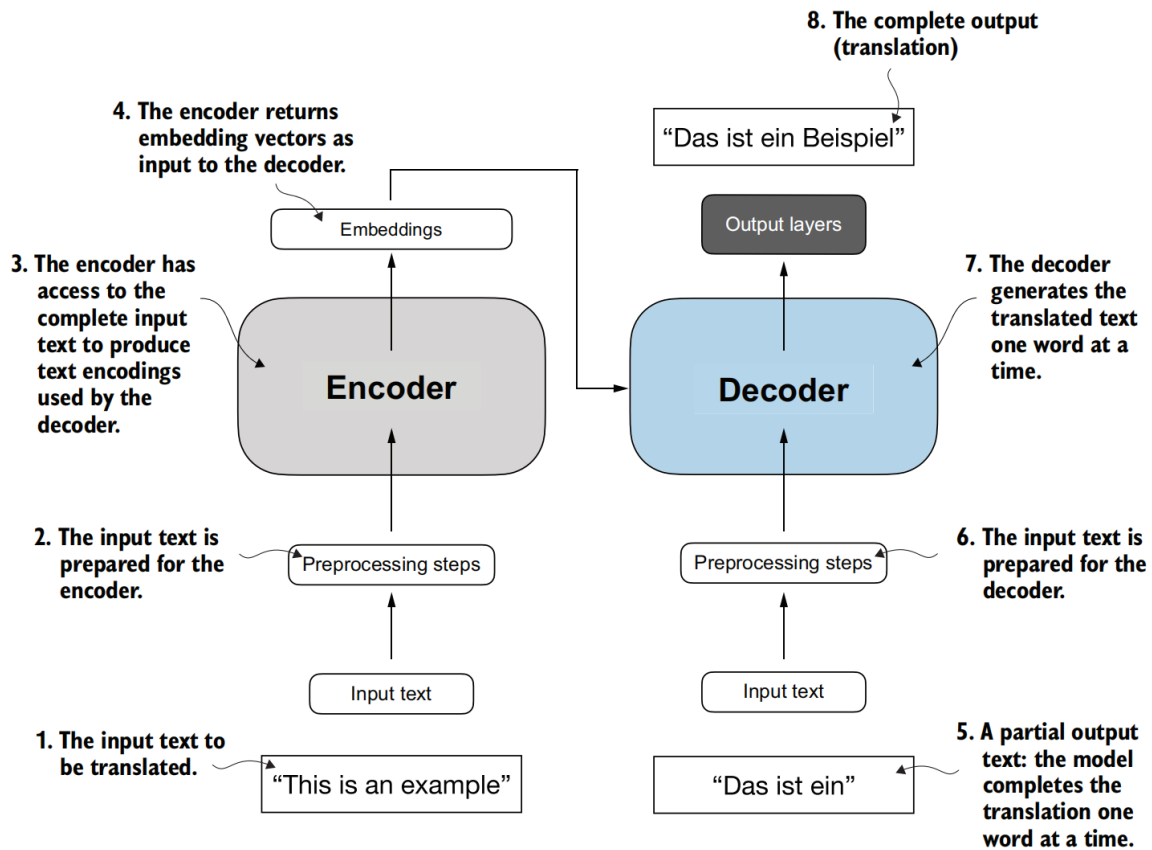 8. The complete output
(translation)
4. The encoder returns
embedding vectors as
input to the decoder.
“Das ist ein Beispiel”
Embeddings
Output layers
3. The encoder has
access to the
complete input
text to produce
text encodings
used by the
decoder.
7. The decoder
generates the
translated text
one word at a
time.
Encoder
Decoder
2. The input text is
prepared for the
encoder.
Preprocessing steps
Preprocessing steps
6. The input text is
prepared for the
decoder.
Input text
Input text
1. The input text to
be translated.
“This is an example”
“Das ist ein”
5. A partial output
text: the model
completes the
translation one
word at a time.